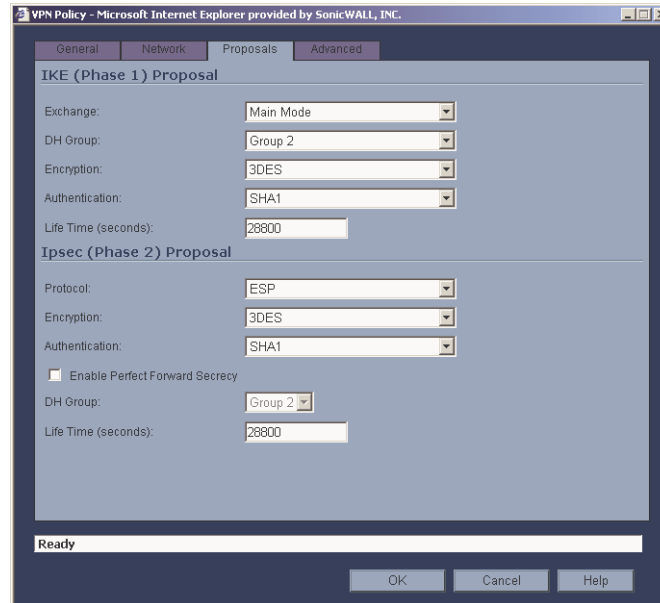 VPN Policy - Microsoft Internet Explorer provided by SonicWALL, INC.
General Network Proposals Advanced
IKE (Phase 1) Proposal
Exchange: Main Mode
DH Group: Group 2
Encryption: 3DES
Authentication: SHA1
Life Time (seconds): 28800
Ipsec (Phase 2) Proposal
Protocol: ESP
Encryption: 3DES
Authentication: SHA1
Enable Perfect Forward Secrecy
DH Group: Group 2
Life Time (seconds): 28800
Ready
OK Cancel Help